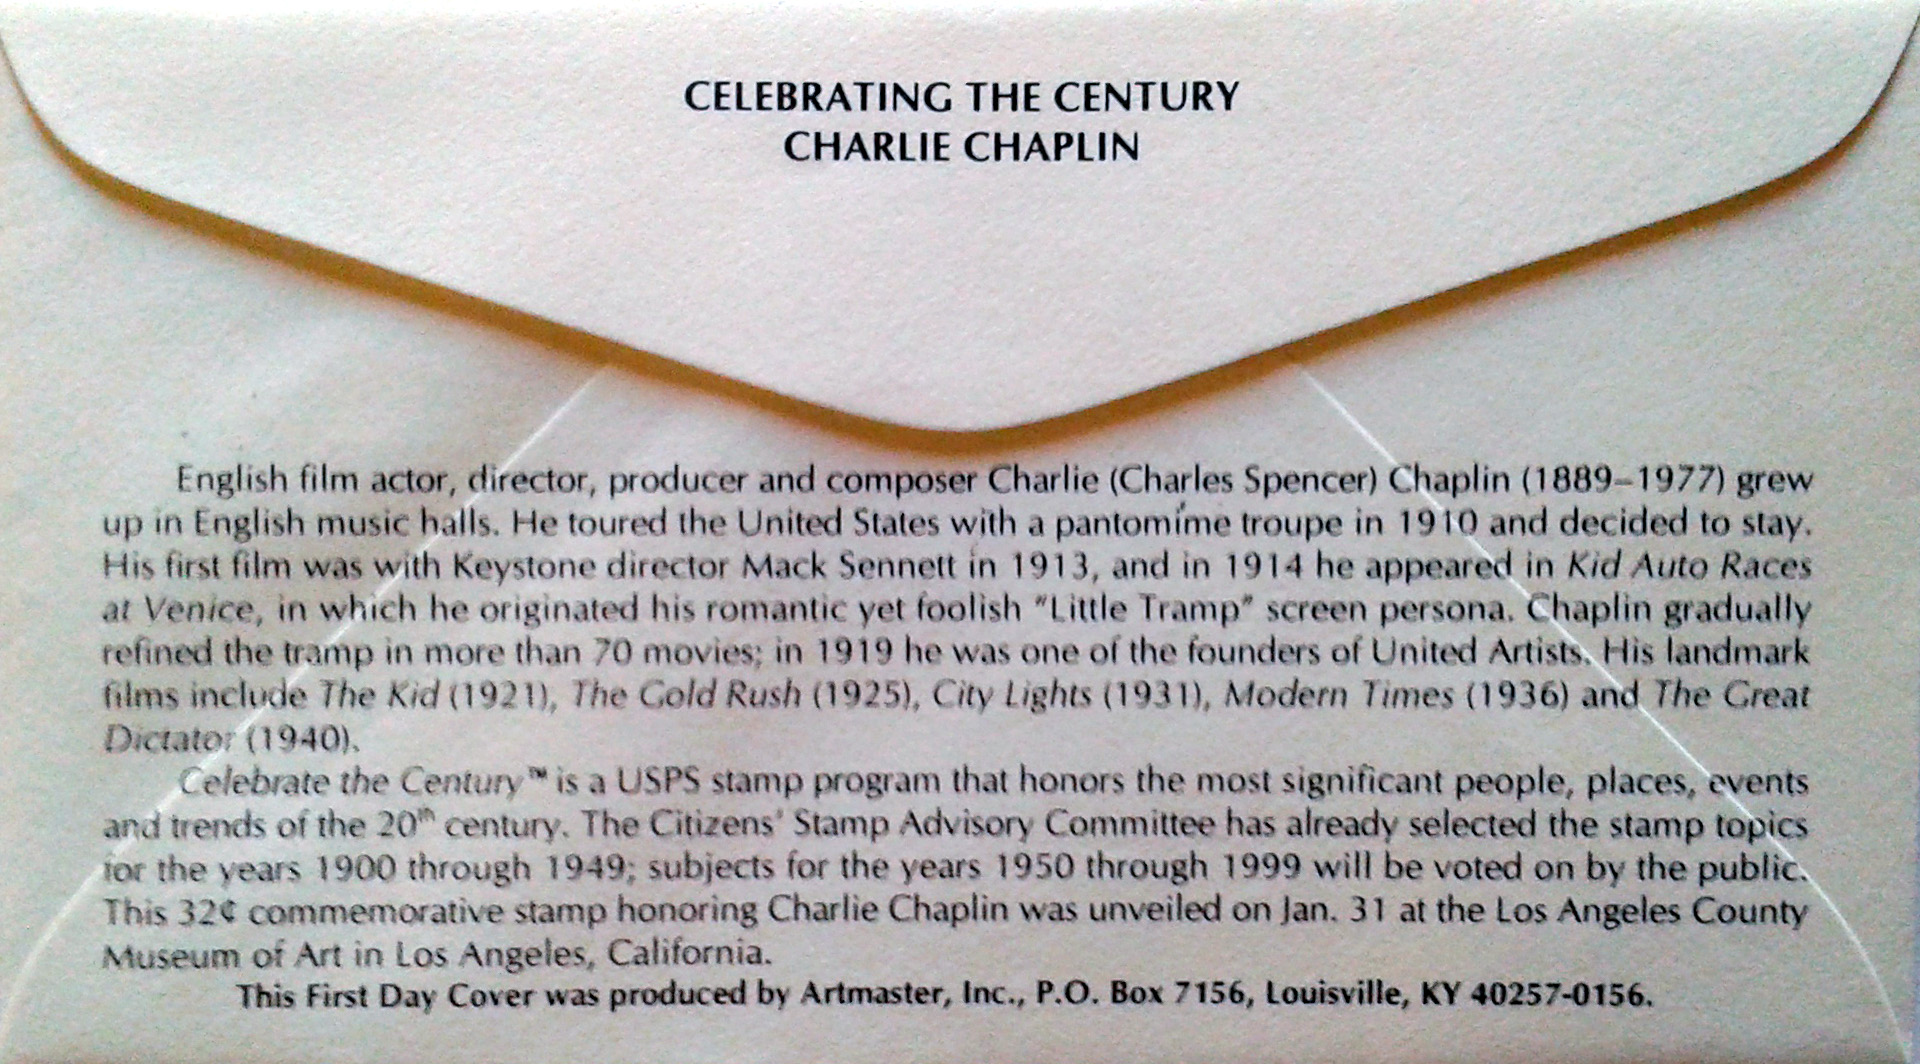 CELEBRATING THE CENTURY
CHARLIE CHAPLIN
English film actor, director, producer and composer Charlie (Charles Spencer) Chaplin (1889–1977) grew
up in English music halls. He toured the United States with a pantomime troupe in 1910 and decided to stay.
His first film was with Keystone director Mack Sennett in 1913, and in 1914 he appeared in Kid Auto Races
at Venice, in which he originated his romantic yet foolish "Little Tramp" screen persona. Chaplin gradually
refined the tramp in more than 70 movies; in 1919 he was one of the founders of United Artists. His landmark
films include The Kid (1921), The Gold Rush (1925), City Lights (1931), Modern Times (1936) and The Great
Dictator (1940).
Celebrate the Century™ is a USPS stamp program that honors the most significant people, places, events
and trends of the 20th century. The Citizens' Stamp Advisory Committee has already selected the stamp topics
for the years 1900 through 1949; subjects for the years 1950 through 1999 will be voted on by the public.
This 32¢ commemorative stamp honoring Charlie Chaplin was unveiled on Jan. 31 at the Los Angeles County
Museum of Art in Los Angeles, California.
This First Day Cover was produced by Artmaster, Inc., P.O. Box 7156, Louisville, KY 40257-0156.